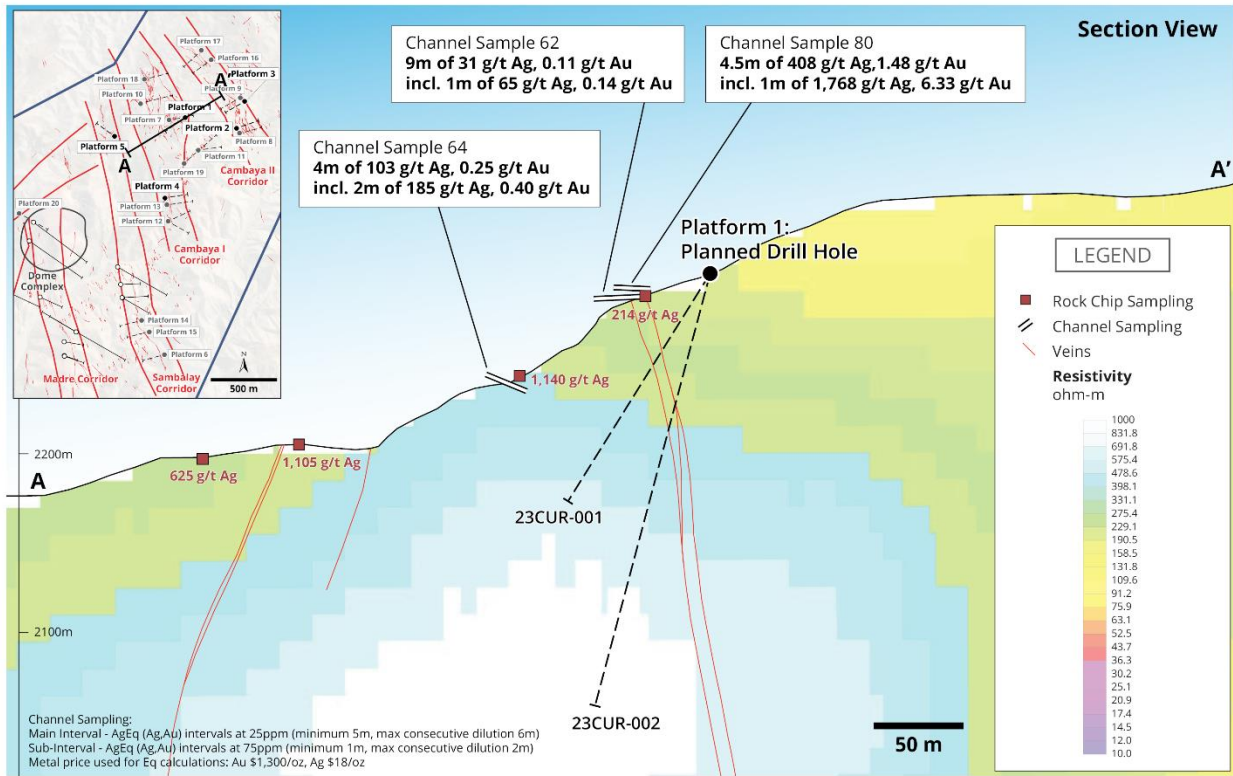 Section View
Platform 17
Platform 16
Platform 18
Platform 3
A'
Platform 9
Platform 10
Platform 1
Platform 7
Platform 2
Platform 5
Platform 8
A
Platform 11
Cambaya II
Corridor
Platform 19
Platform 4
Platform 20
Platform 13
Platform 12
Cambaya I
Corridor
Dome
Complex
Platform 14
Platform 15
Platform 6
N
Madre Corridor
Sambalay
Corridor
500 m
Channel Sample 62
9m of 31 g/t Ag, 0.11 g/t Au
incl. 1m of 65 g/t Ag, 0.14 g/t Au
Channel Sample 80
4.5m of 408 g/t Ag,1.48 g/t Au
incl. 1m of 1,768 g/t Ag, 6.33 g/t Au
Channel Sample 64
4m of 103 g/t Ag, 0.25 g/t Au
incl. 2m of 185 g/t Ag, 0.40 g/t Au
A'
Platform 1:
Planned Drill Hole
214 g/t Ag
1,140 g/t Ag
2200m
A
625 g/t Ag
1,105 g/t Ag
23CUR-001
2100m
23CUR-002
50 m
LEGEND
Rock Chip Sampling
Channel Sampling
Veins
Resistivity
ohm-m
1000
831.8
691.8
575.4
478.6
398.1
331.1
275.4
229.1
190.5
158.5
131.8
109.6
91.2
75.9
63.1
52.5
43.7
36.3
30.2
25.1
20.9
17.4
14.5
12.0
10.0
Channel Sampling:
Main Interval - AgEq (Ag,Au) intervals at 25ppm (minimum 5m, max consecutive dilution 6m)
Sub-Interval - AgEq (Ag,Au) intervals at 75ppm (minimum 1m, max consecutive dilution 2m)
Metal price used for Eq calculations: Au $1,300/oz, Ag $18/oz